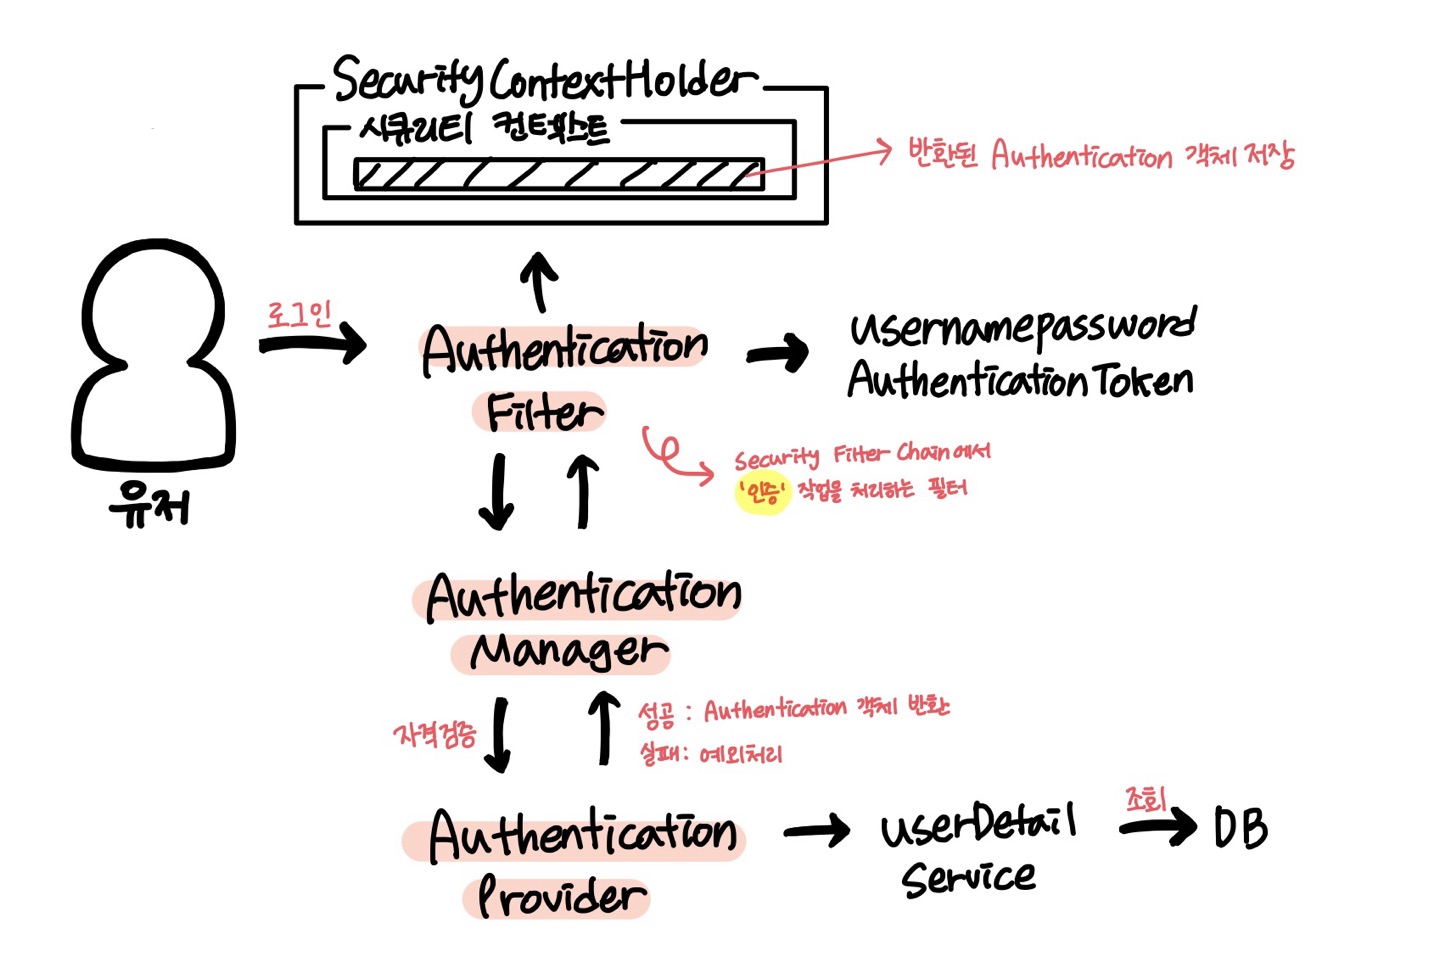 SecurityContextHolder
시큐리티 컨텍스트
반환된 Authentication 객체 저장
로그인
Authentication
Filter
usernamepassword
AuthenticationToken
Security Filter Chain에서
'인증' 작업을 처리하는 필터
유저
Authentication
Manager
자격검증
성공 : Authentication 객체 반환
실패 : 예외처리
Authentication
Provider
userDetail
Service
조회
DB